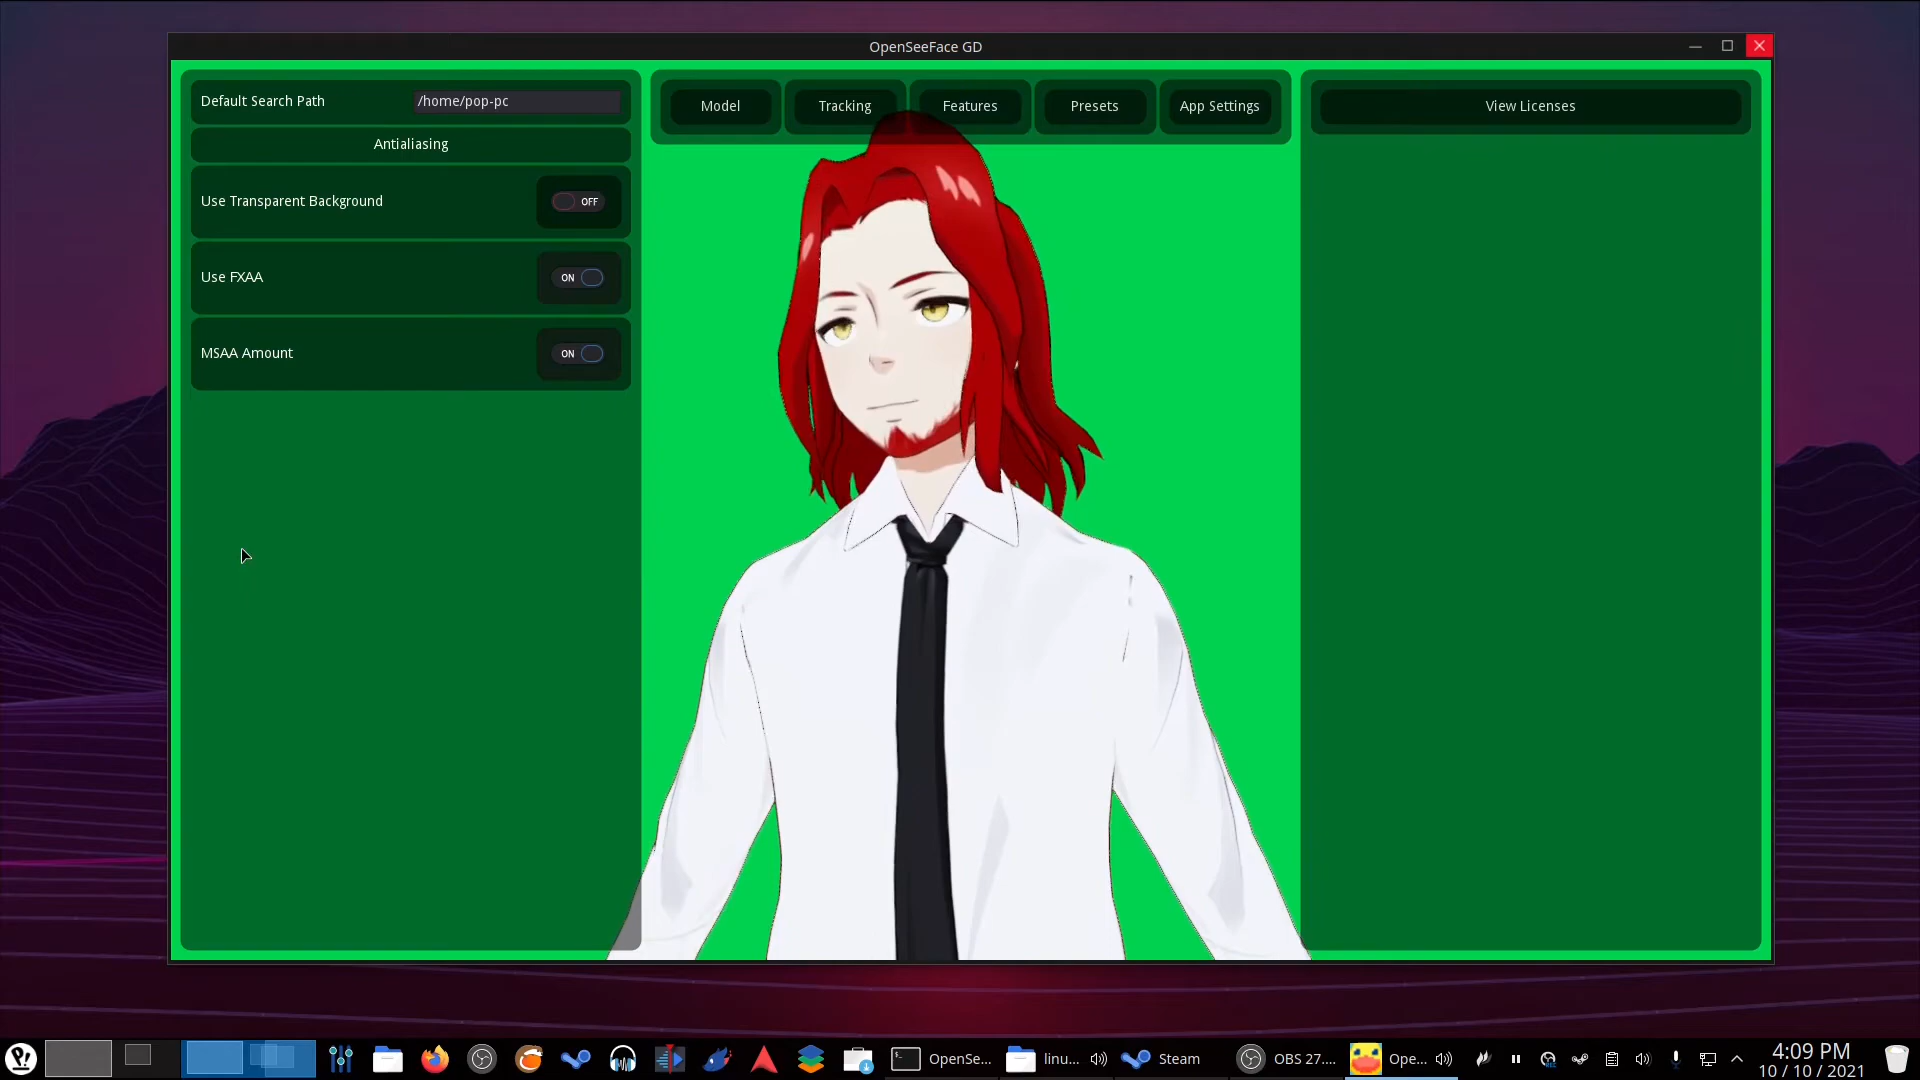 OpenSeeFace GD
Default Search Path /home/pop-pc
Antialiasing
Use Transparent Background OFF
Use FXAA ON
MSAA Amount ON
Model Tracking Features Presets App Settings
View Licenses
OpenSe... linu... Steam OBS 27.... Ope... 4:09 PM
10 / 10 / 2021